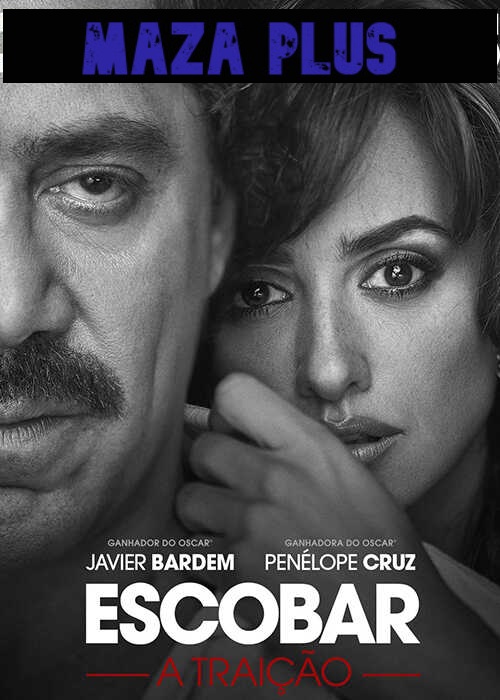 MAZA PLUS
GANHADOR DO OSCAR® GANHADORA DO OSCAR®
JAVIER BARDEM PENÉLOPE CRUZ
ESCOBAR
A TRAIÇÃO